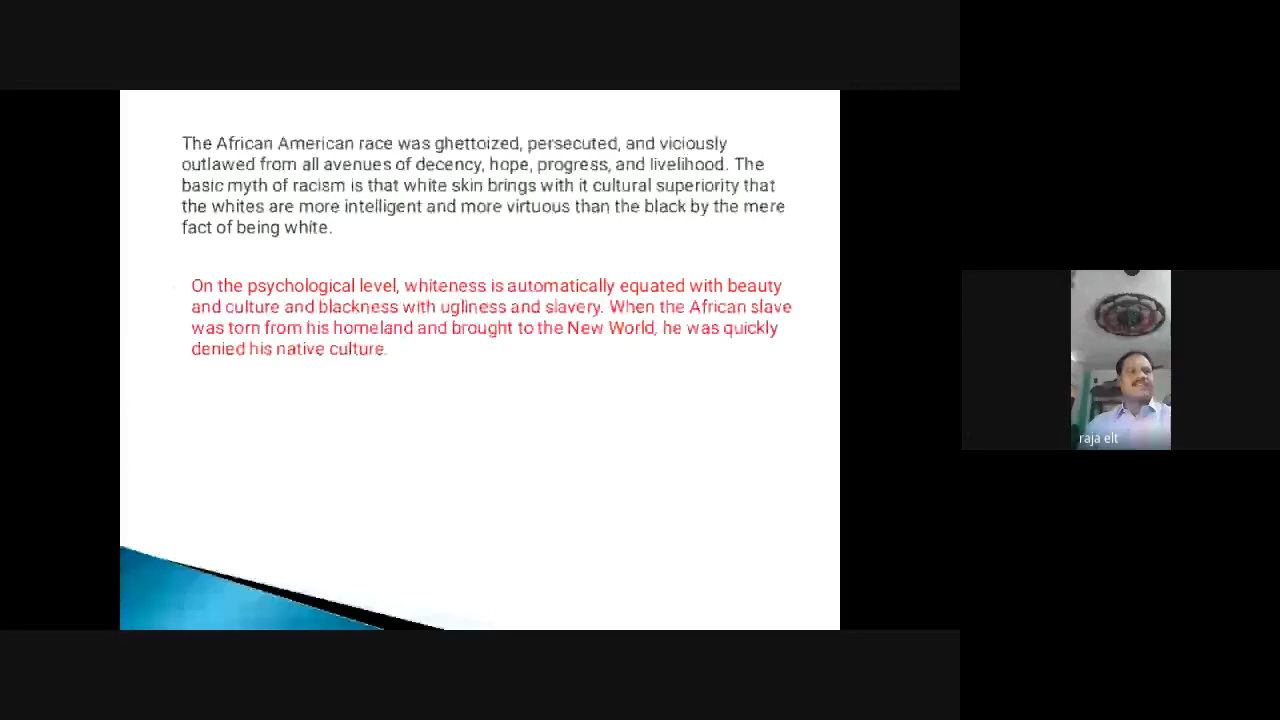 The African American race was ghettoized, persecuted, and viciously
outlawed from all avenues of decency, hope, progress, and livelihood. The
basic myth of racism is that white skin brings with it cultural superiority that
the whites are more intelligent and more virtuous than the black by the mere
fact of being white.
On the psychological level, whiteness is automatically equated with beauty
and culture and blackness with ugliness and slavery. When the African slave
was torn from his homeland and brought to the New World, he was quickly
denied his native culture.
raja elt